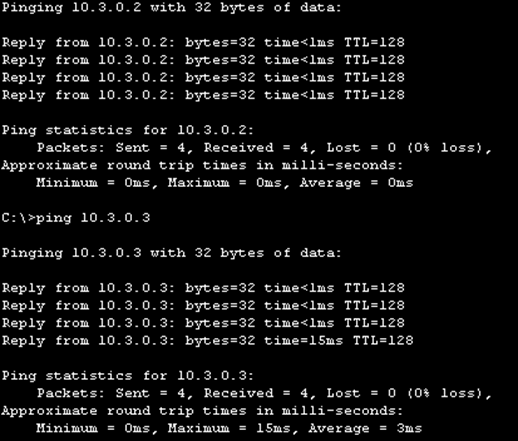 Pinging 10.3.0.2 with 32 bytes of data:
Reply from 10.3.0.2: bytes=32 time<1ms TTL=128
Reply from 10.3.0.2: bytes=32 time<1ms TTL=128
Reply from 10.3.0.2: bytes=32 time<1ms TTL=128
Reply from 10.3.0.2: bytes=32 time<1ms TTL=128
Ping statistics for 10.3.0.2:
Packets: Sent = 4, Received = 4, Lost = 0 (0% loss),
Approximate round trip times in milli-seconds:
Minimum = 0ms, Maximum = 0ms, Average = 0ms
C:\>ping 10.3.0.3
Pinging 10.3.0.3 with 32 bytes of data:
Reply from 10.3.0.3: bytes=32 time<1ms TTL=128
Reply from 10.3.0.3: bytes=32 time<1ms TTL=128
Reply from 10.3.0.3: bytes=32 time<1ms TTL=128
Reply from 10.3.0.3: bytes=32 time=15ms TTL=128
Ping statistics for 10.3.0.3:
Packets: Sent = 4, Received = 4, Lost = 0 (0% loss),
Approximate round trip times in milli-seconds:
Minimum = 0ms, Maximum = 15ms, Average = 3ms